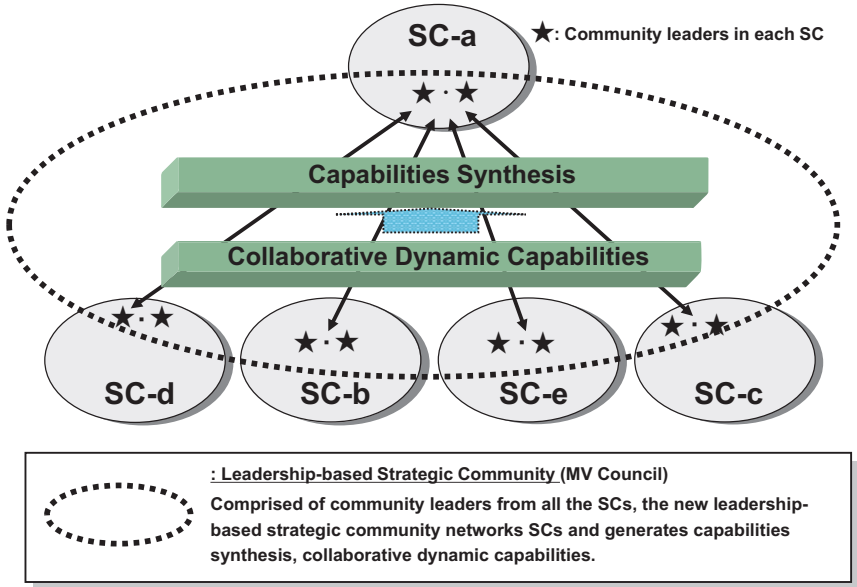 SC-a
★: Community leaders in each SC
★ · ★
Capabilities Synthesis
Collaborative Dynamic Capabilities
★ · ★ ★ · ★ ★ · ★ ★ · ★
SC-d SC-b SC-e SC-c
: Leadership-based Strategic Community (MV Council)
Comprised of community leaders from all the SCs, the new leadership-
based strategic community networks SCs and generates capabilities
synthesis, collaborative dynamic capabilities.